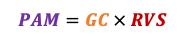 PAM = GC × RVS